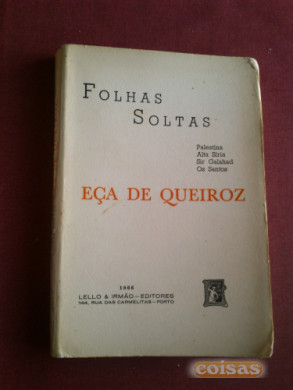 FOLHAS
SOLTAS
Palestina
Alta Síria
Sir Galahad
Os Santos
EÇA DE QUEIROZ
1966
LELLO & IRMÃO - EDITORES
144, RUA DAS CARMELITAS - PORTO
coisas